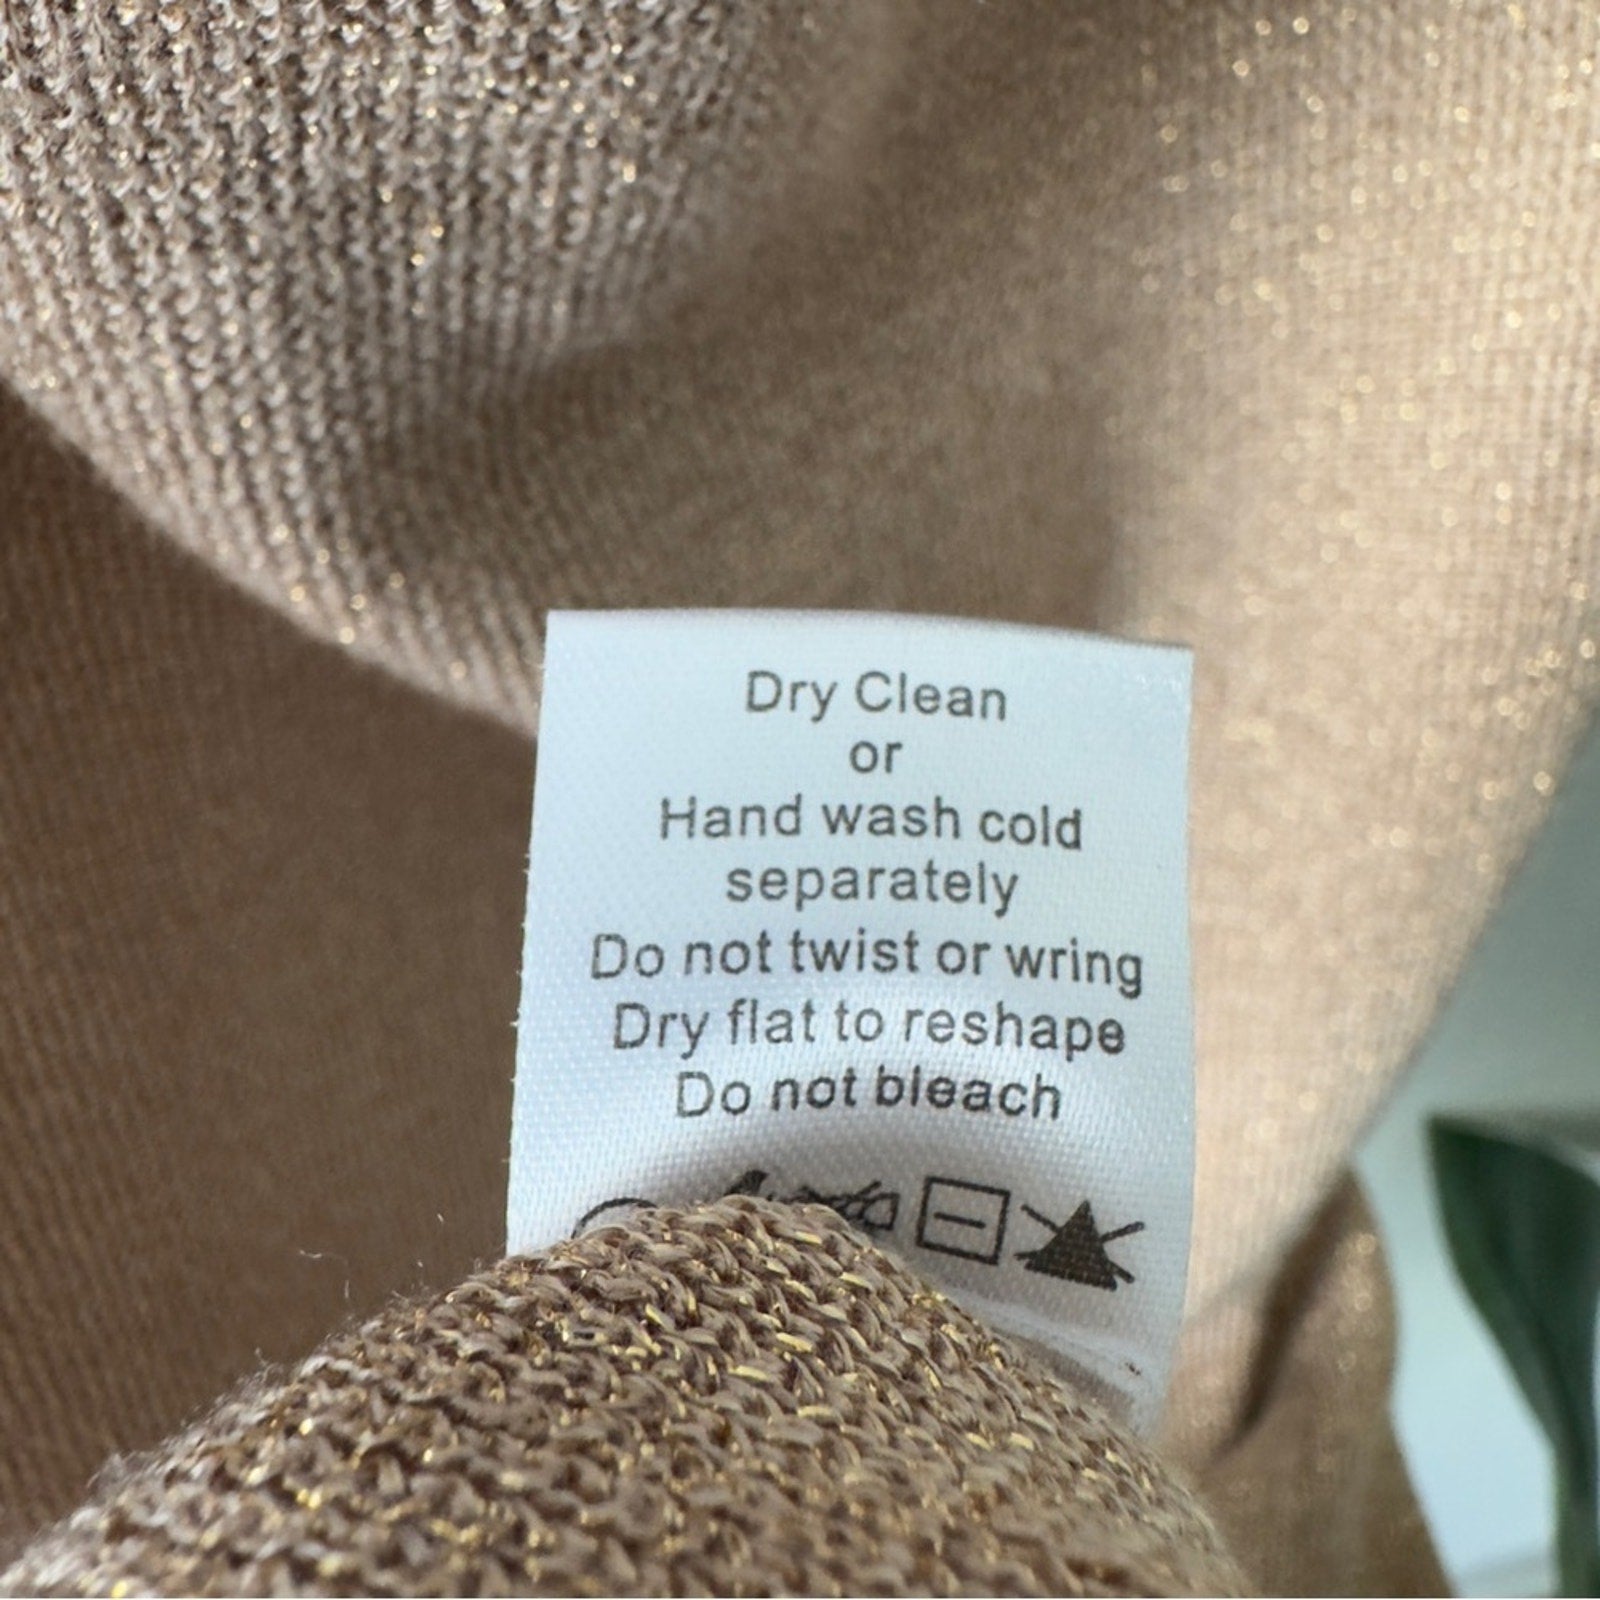 Dry Clean
or
Hand wash cold
separately
Do not twist or wring
Dry flat to reshape
Do not bleach